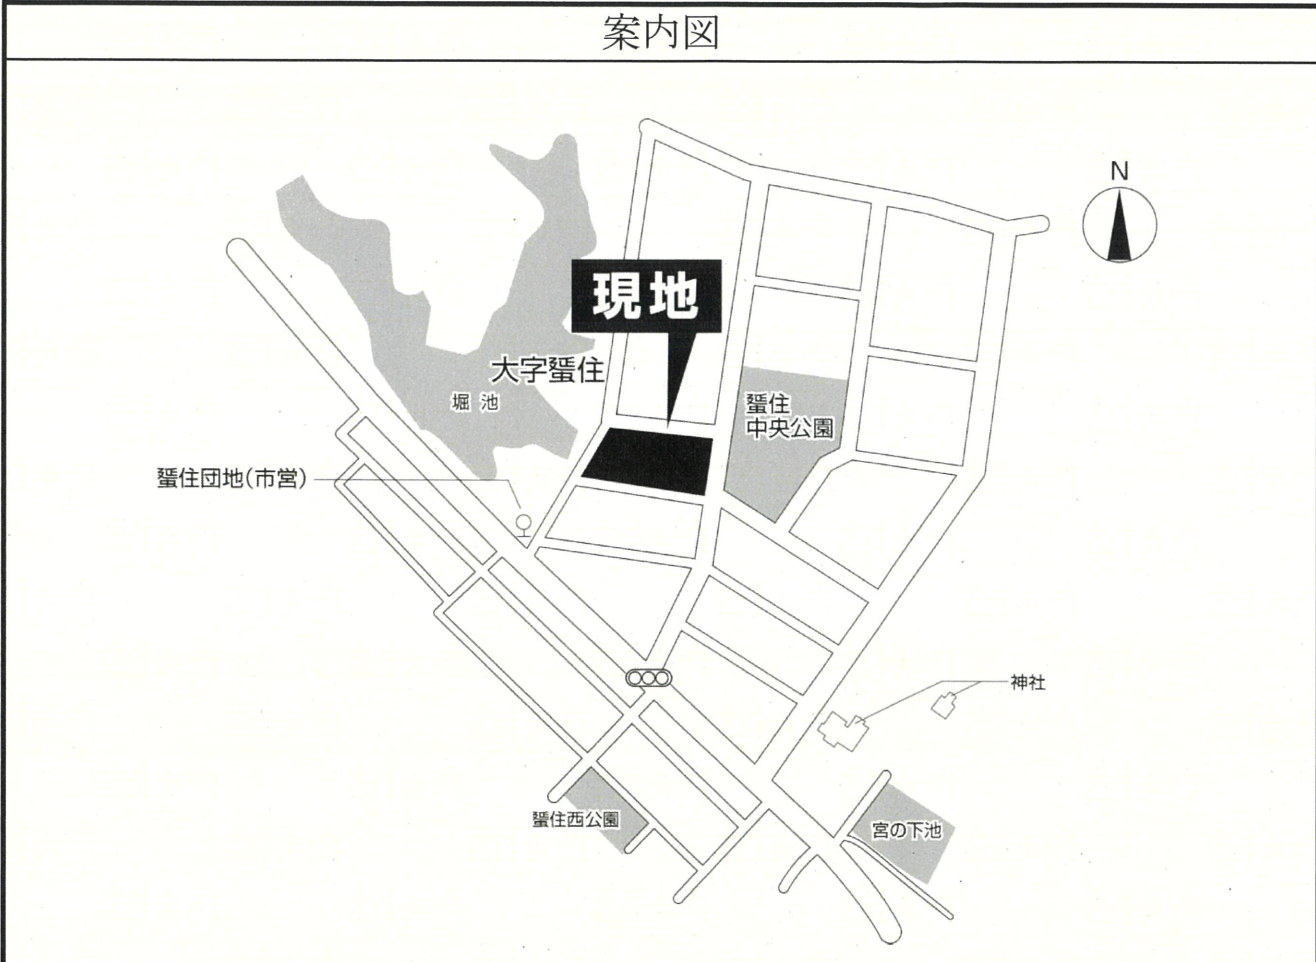 案内図
N
現地
大字蜑住
堀池
蜑住
中央公園
蜑住団地(市営)
神社
蜑住西公園
宮の下池